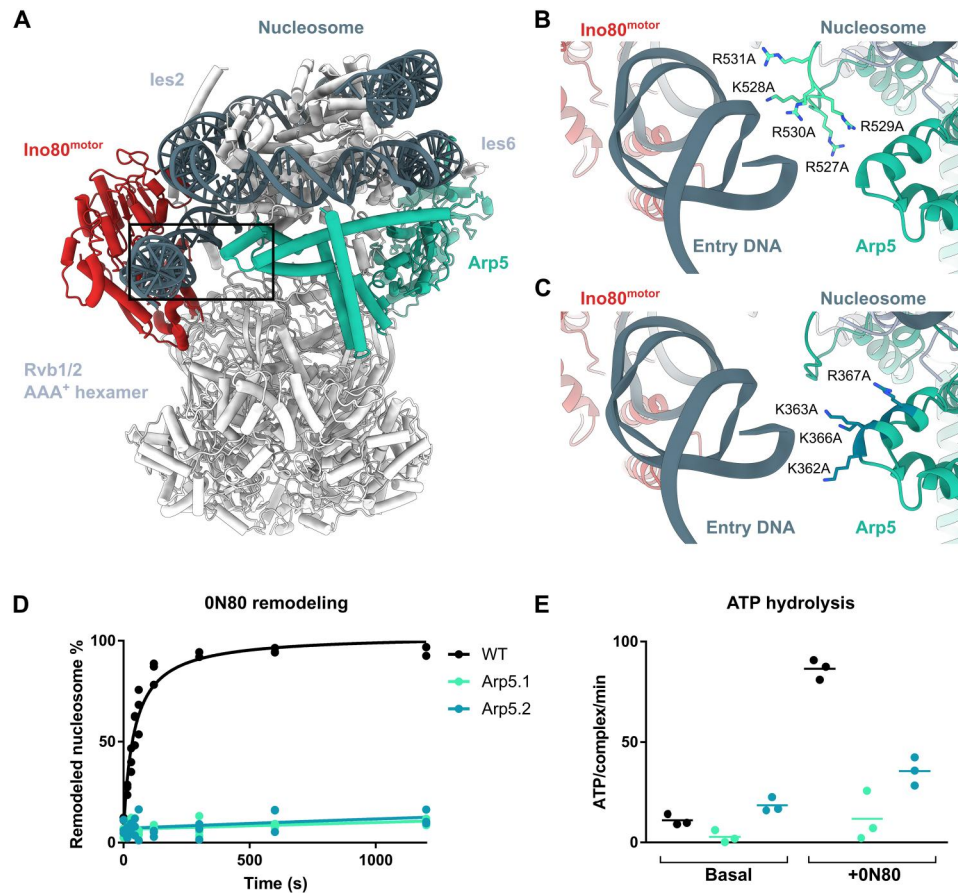 A
Nucleosome
Ies2
Ino80motor
Ies6
Arp5
Rvb1/2
AAA+ hexamer
B
Ino80motor
Nucleosome
R531A
K528A
R530A
R529A
R527A
Entry DNA
Arp5
C
Ino80motor
Nucleosome
R367A
K363A
K366A
K362A
Entry DNA
Arp5
D
0N80 remodeling
Remodeled nucleosome %
100
50
0
0
500
1000
Time (s)
WT
Arp5.1
Arp5.2
E
ATP hydrolysis
ATP/complex/min
100
50
0
Basal
+0N80